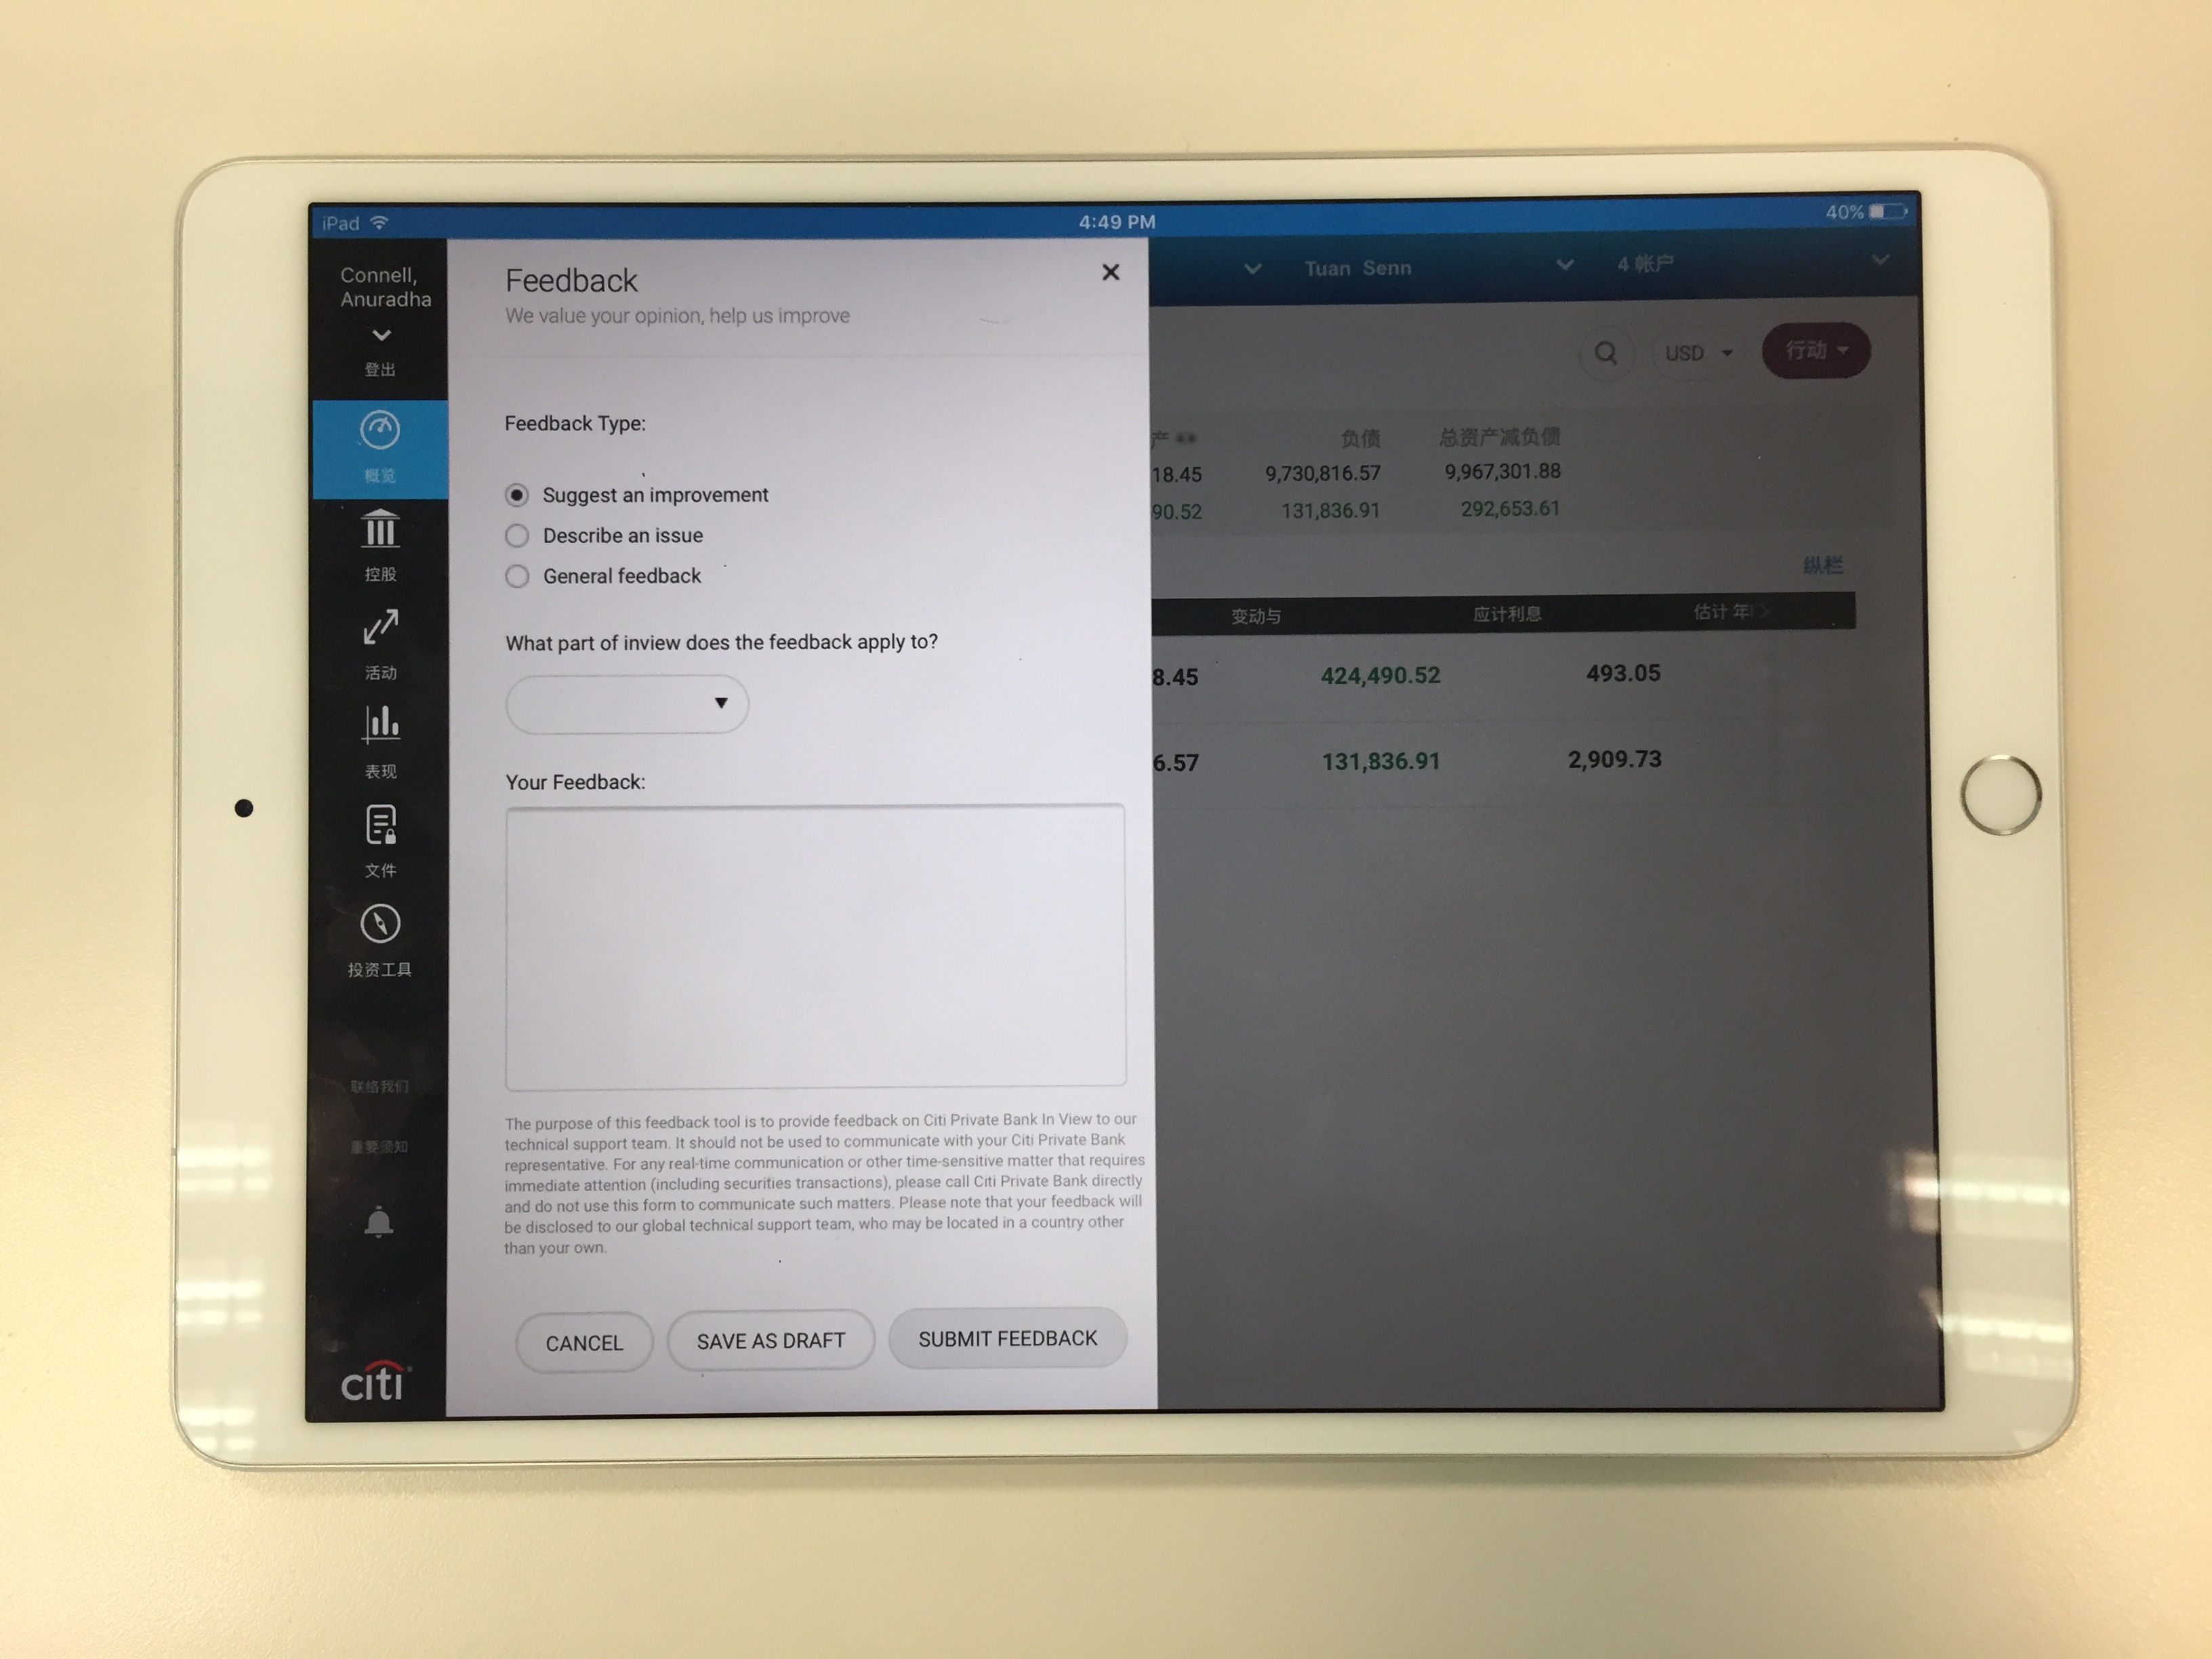 iPad
4:49 PM
40%
Connell,
Anuradha
登出
概览
控股
活动
表现
文件
投资工具
联络我们
重要须知
citi
Feedback
We value your opinion, help us improve
Feedback Type:
Suggest an improvement
Describe an issue
General feedback
What part of inview does the feedback apply to?
Your Feedback:
The purpose of this feedback tool is to provide feedback on Citi Private Bank In View to our
technical support team. It should not be used to communicate with your Citi Private Bank
representative. For any real-time communication or other time-sensitive matter that requires
immediate attention (including securities transactions), please call Citi Private Bank directly
and do not use this form to communicate such matters. Please note that your feedback will
be disclosed to our global technical support team, who may be located in a country other
than your own.
CANCEL
SAVE AS DRAFT
SUBMIT FEEDBACK
Tuan Senn
4 帐户
USD
行动
产 负债 总资产减负债
18.45 9,730,816.57 9,967,301.88
90.52 131,836.91 292,653.61
纵栏
变动与 应计利息 估计 年
8.45 424,490.52 493.05
6.57 131,836.91 2,909.73